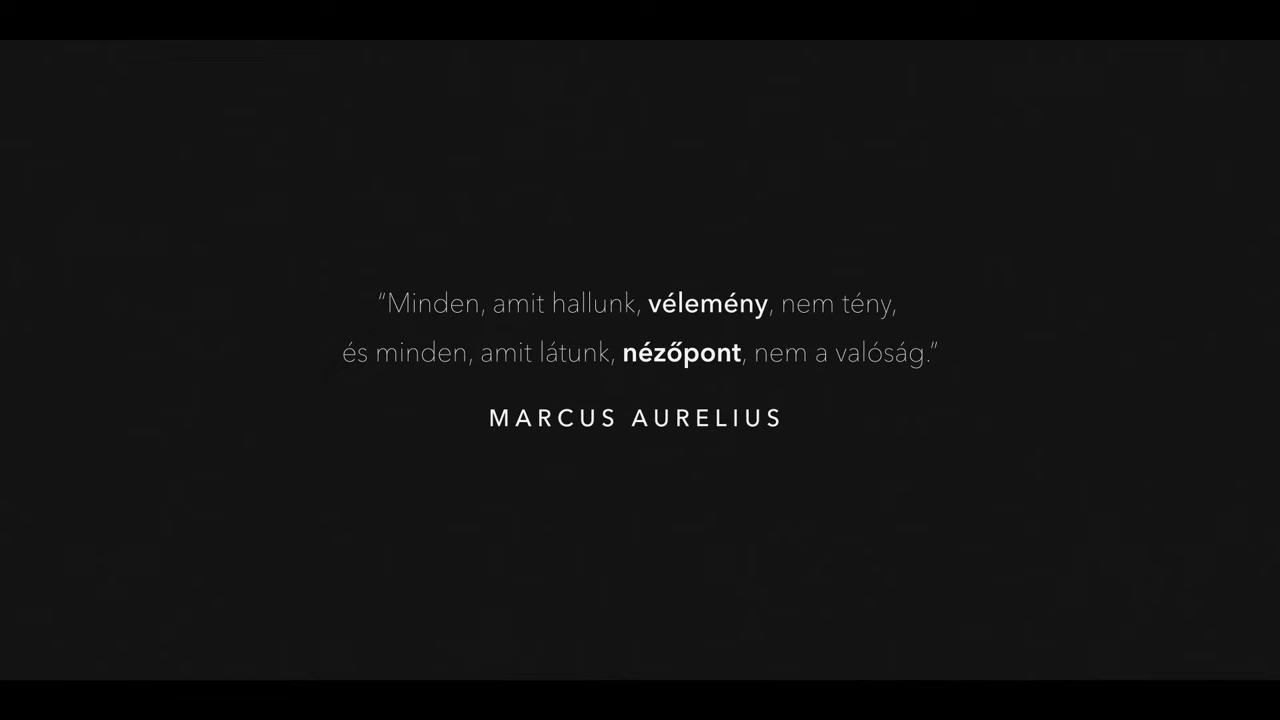 “Minden, amit hallunk, vélemény, nem tény,
és minden, amit látunk, nézőpont, nem a valóság.”
MARCUS AURELIUS